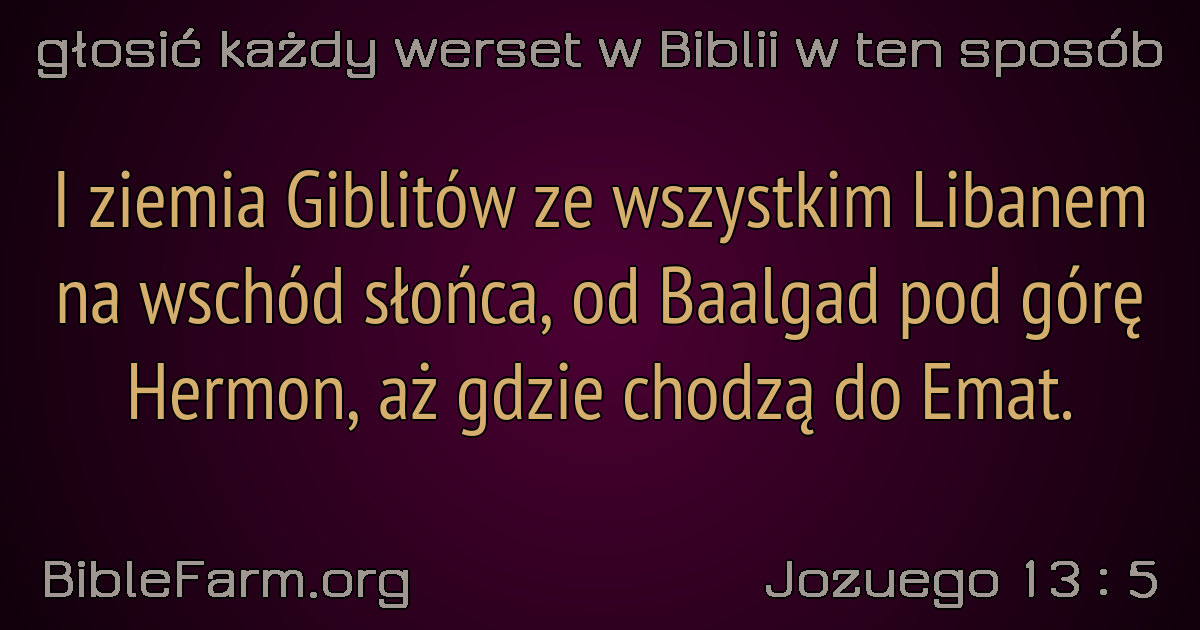 głosić każdy werset w Biblii w ten sposób
I ziemia Giblitów ze wszystkim Libanem
na wschód słońca, od Baalgad pod górę
Hermon, aż gdzie chodzą do Emat.
BibleFarm.org
Jozuego 13 : 5